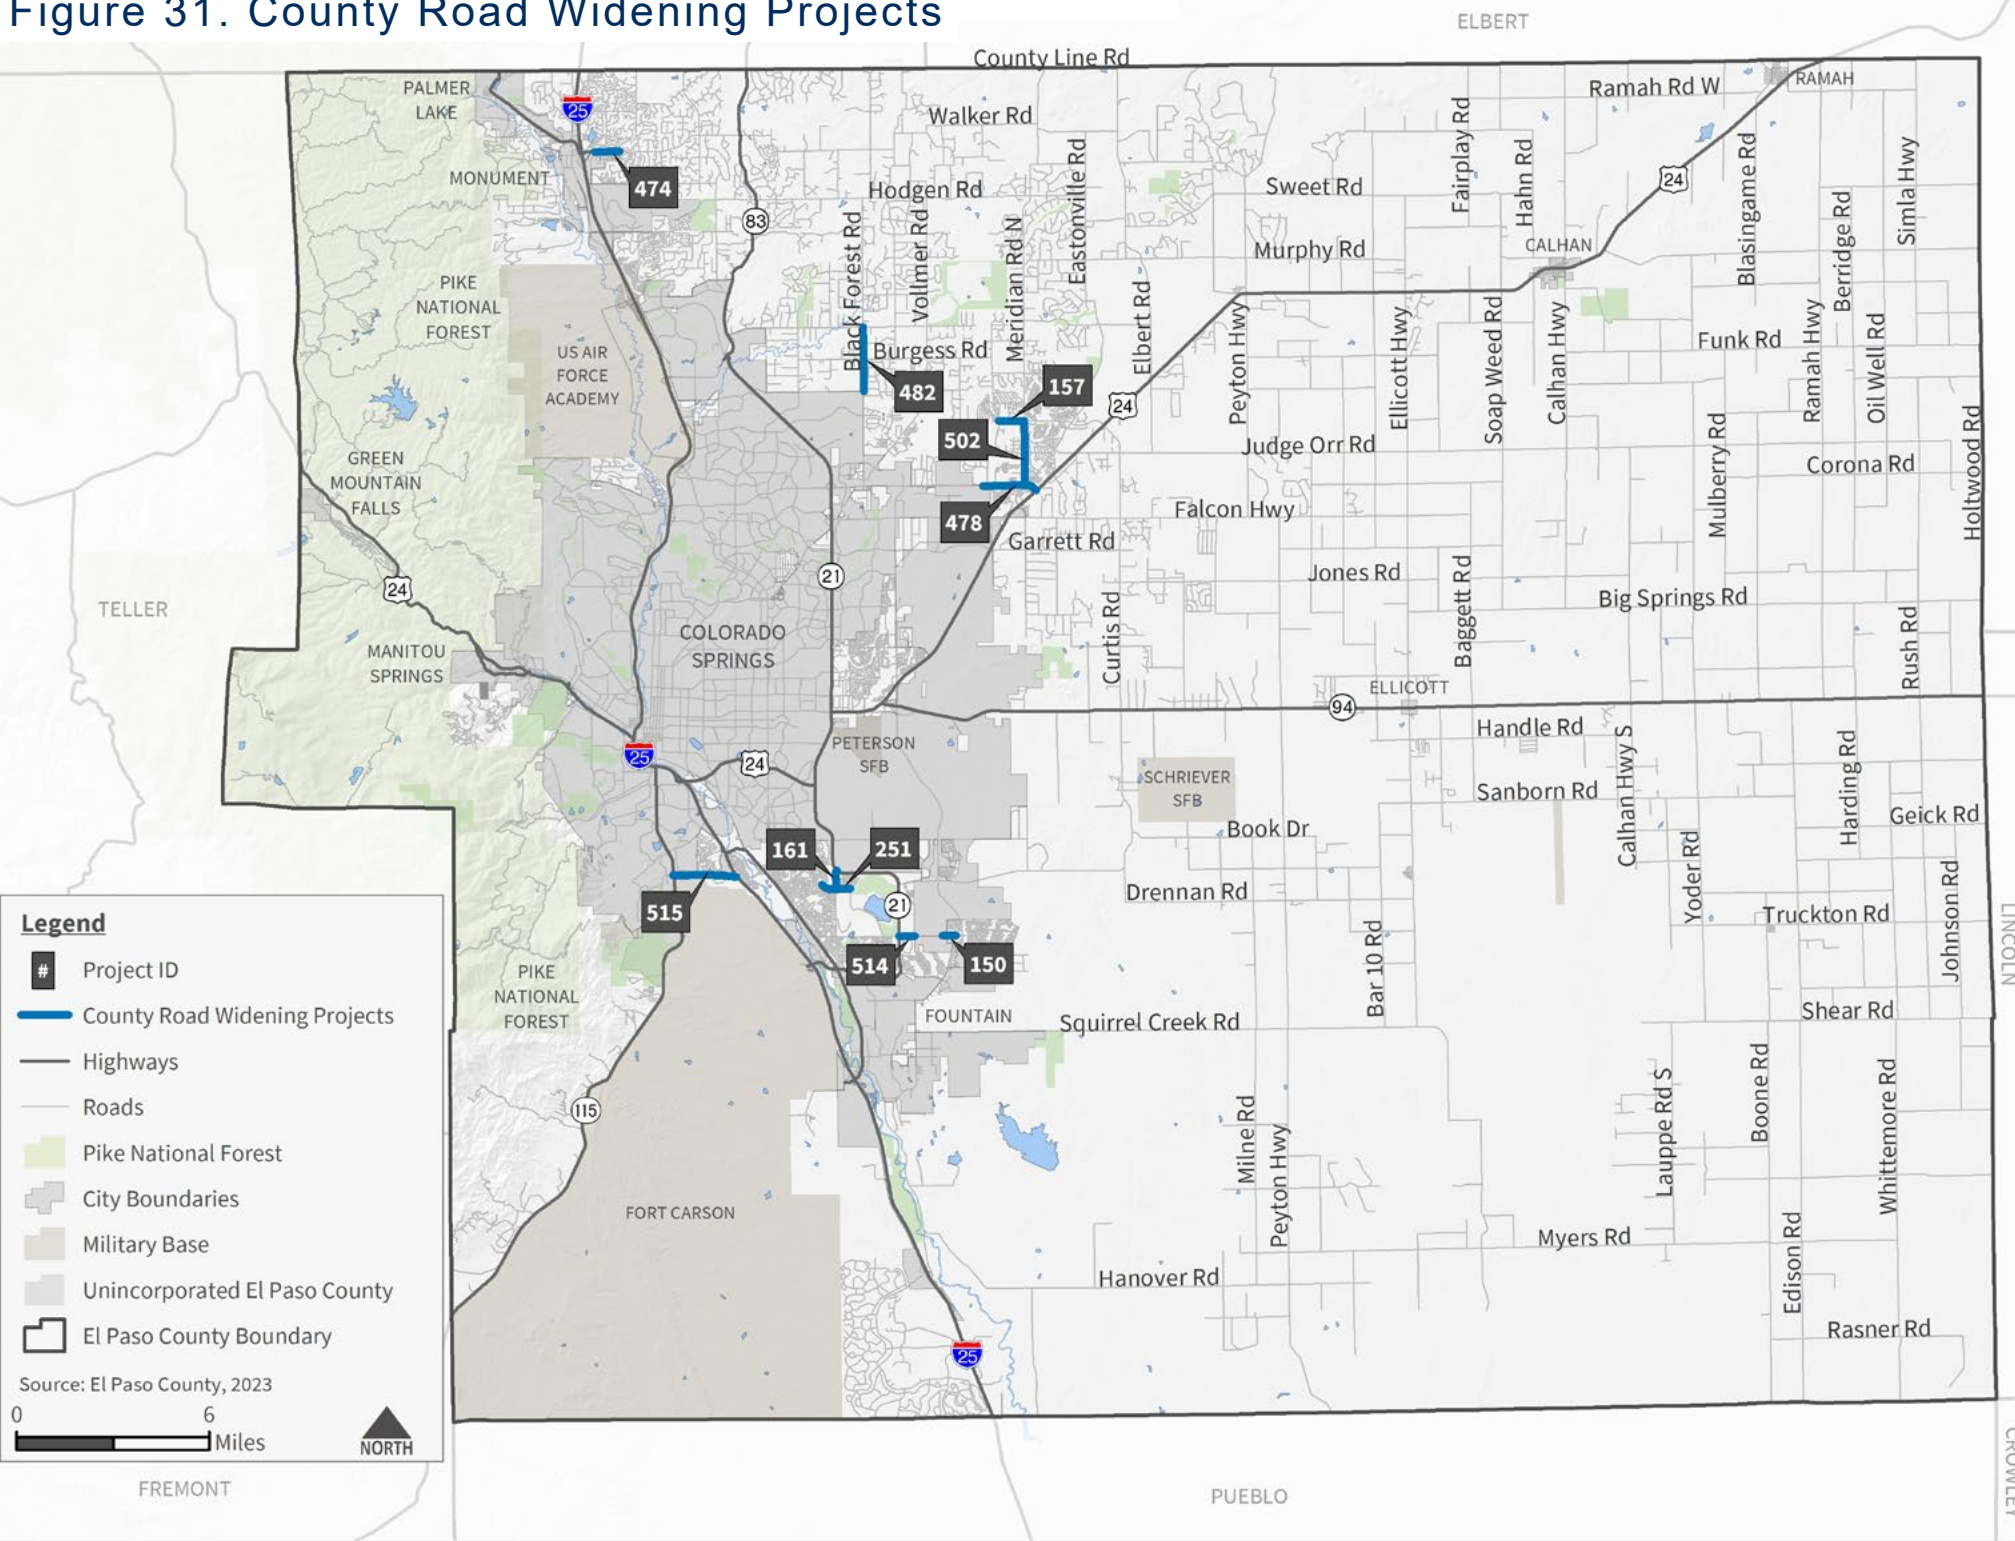 Figure 31. County Road Widening Projects
ELBERT
County Line Rd
PALMER
LAKE
25
Walker Rd
Ramah Rd W
RAMAH
MONUMENT
474
Hodgen Rd
83
Black Forest Rd
Vollmer Rd
Meridian Rd N
Eastonville Rd
Elbert Rd
Sweet Rd
Murphy Rd
Fairplay Rd
Hahn Rd
CALHAN
24
Blasingame Rd
Berridge Rd
Simla Hwy
PIKE
NATIONAL
FOREST
US AIR
FORCE
ACADEMY
Burgess Rd
482
157
502
478
24
Peyton Hwy
Ellicott Hwy
Soap Weed Rd
Calhan Hwy
Funk Rd
Ramah Hwy
Oil Well Rd
Holtwood Rd
GREEN
MOUNTAIN
FALLS
Judge Orr Rd
Mulberry Rd
Corona Rd
Falcon Hwy
Garrett Rd
21
24
Jones Rd
Baggett Rd
Big Springs Rd
Rush Rd
TELLER
Curtis Rd
COLORADO
SPRINGS
MANITOU
SPRINGS
ELLICOTT
94
25
24
PETERSON
SFB
SCHRIEVER
SFB
Handle Rd
Sanborn Rd
Calhan Hwy S
Harding Rd
Geick Rd
Book Dr
Yoder Rd
161
251
515
21
514
150
Drennan Rd
Bar 10 Rd
Truckton Rd
Johnson Rd
LINCOLN
PIKE
NATIONAL
FOREST
FOUNTAIN
Squirrel Creek Rd
Shear Rd
115
Milne Rd
Peyton Hwy
Lauppe Rd S
Boone Rd
Whittemore Rd
FORT CARSON
Myers Rd
Hanover Rd
Edison Rd
Rasner Rd
25
Legend
# Project ID
County Road Widening Projects
Highways
Roads
Pike National Forest
City Boundaries
Military Base
Unincorporated El Paso County
El Paso County Boundary
Source: El Paso County, 2023
0 6
Miles
NORTH
FREMONT
PUEBLO
CROWLEY